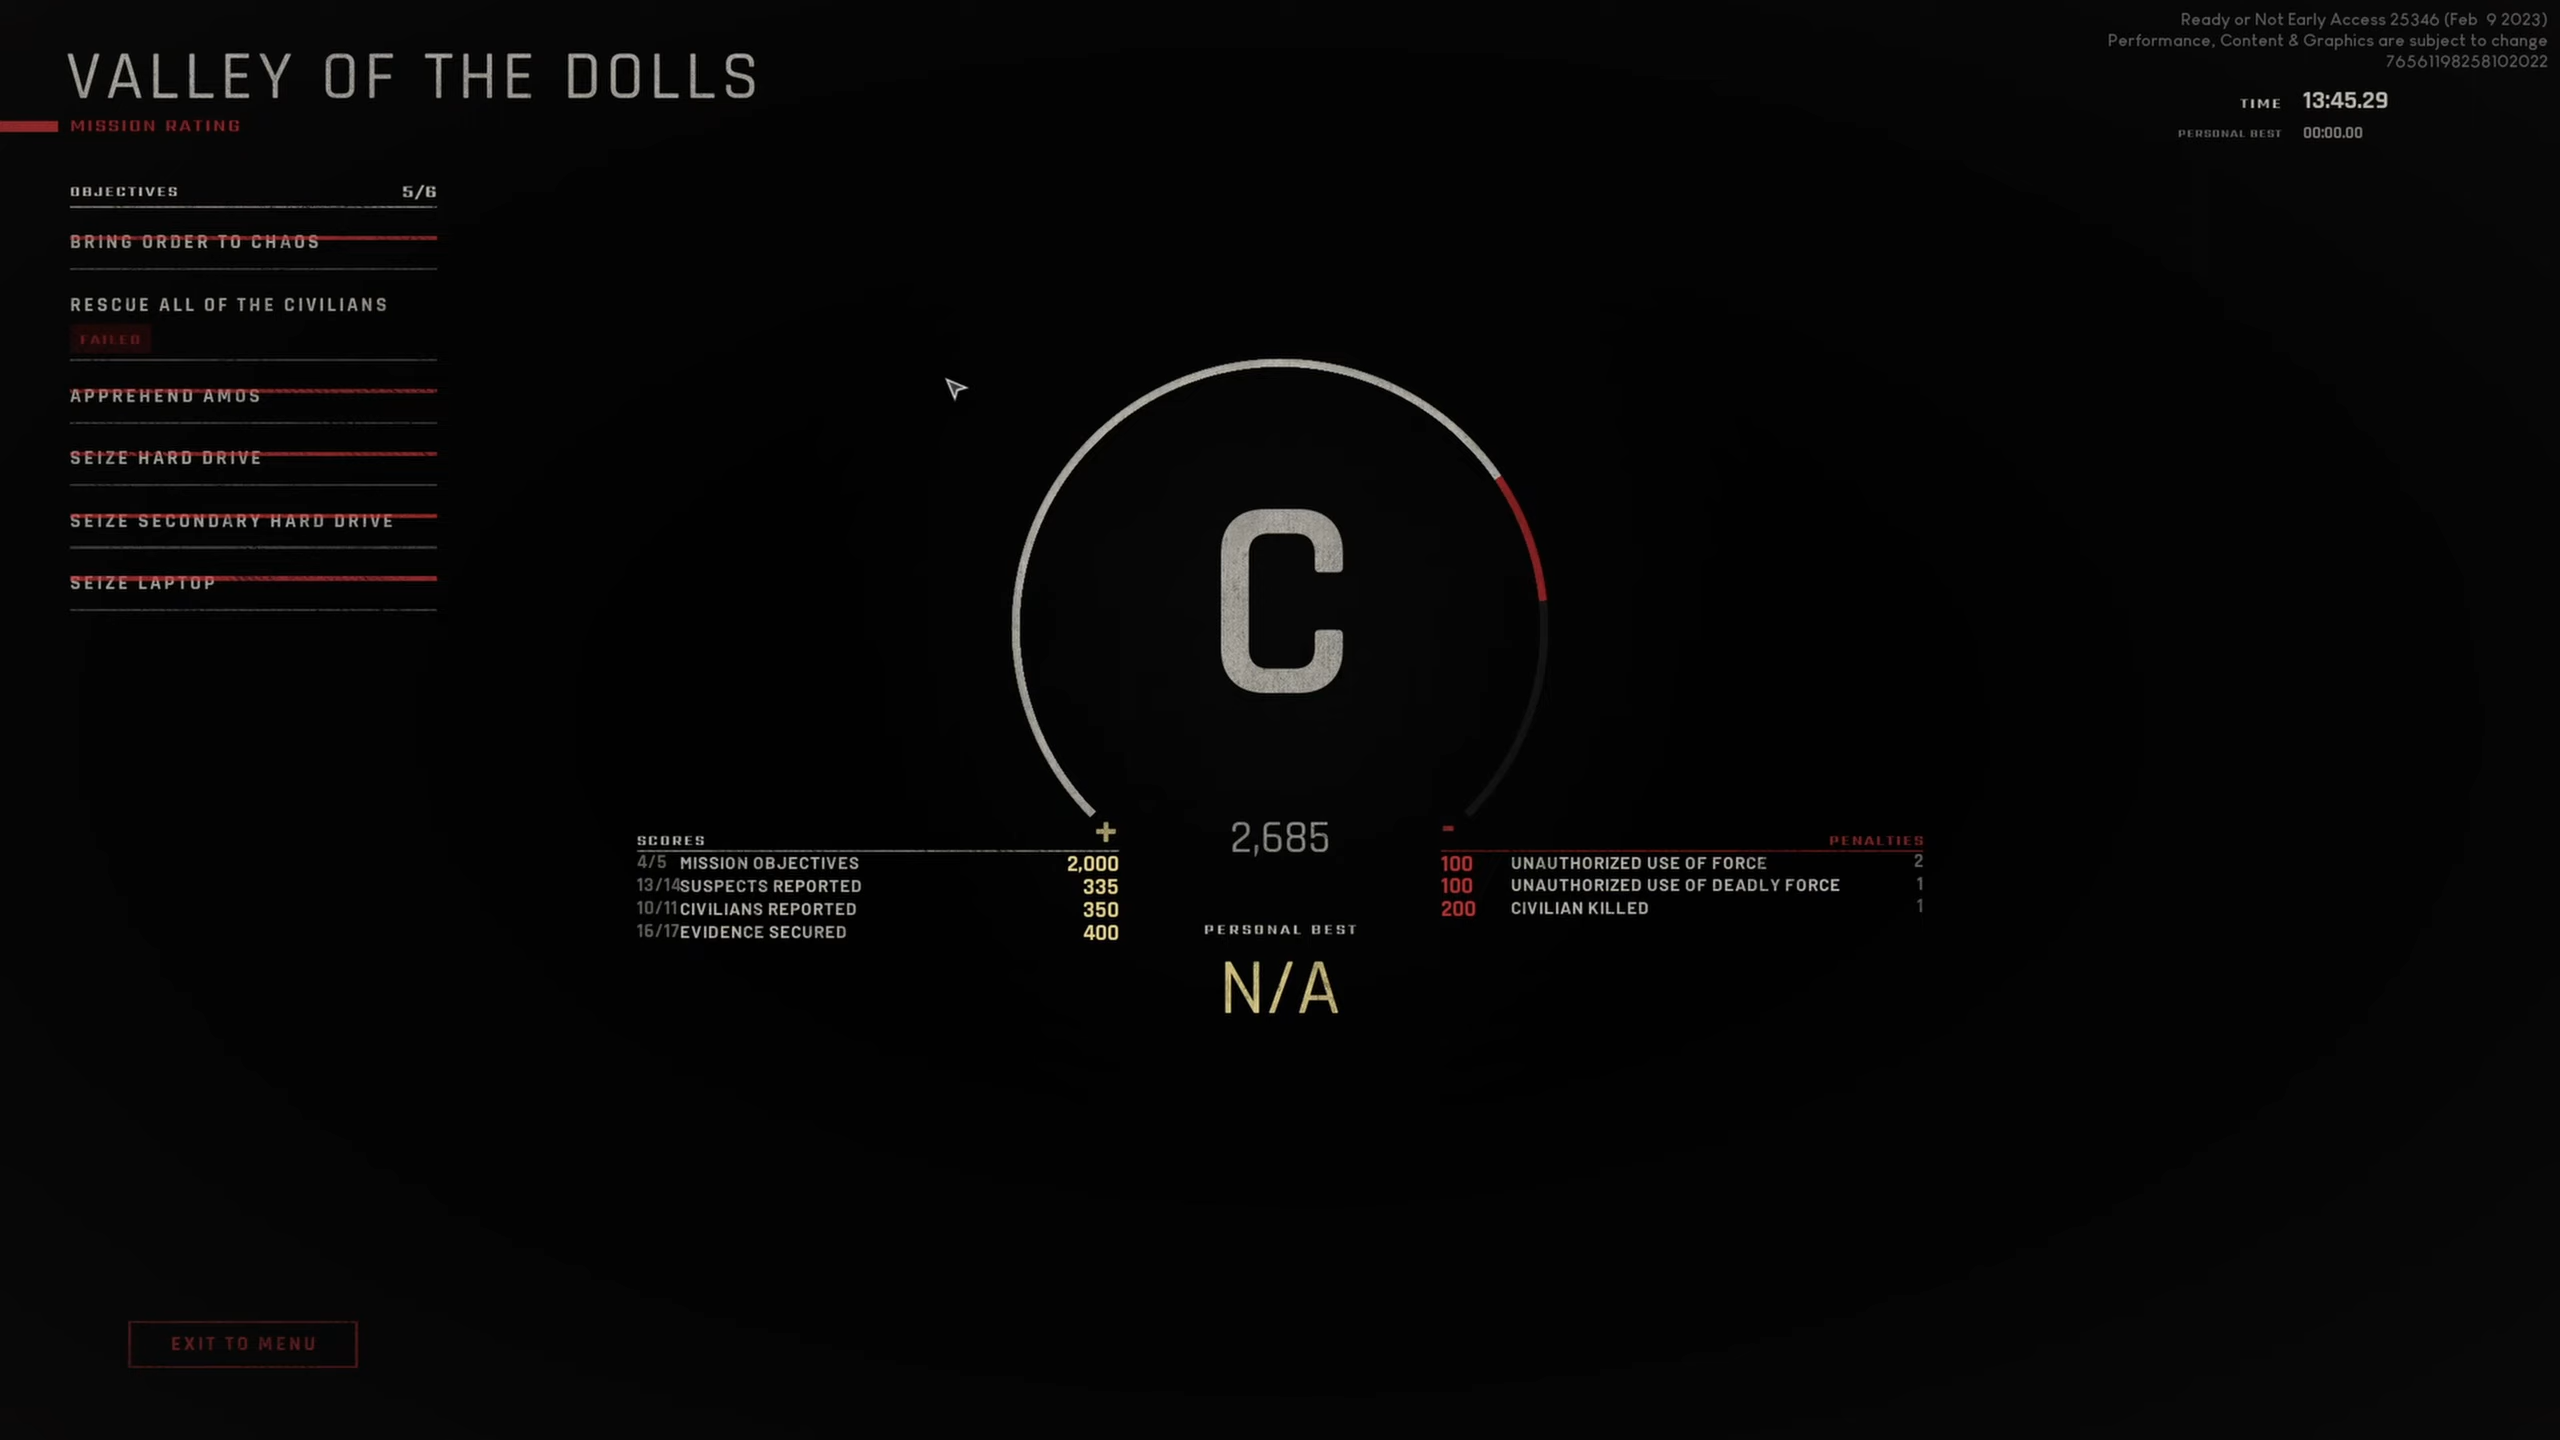 Ready or Not Early Access 25346 (Feb 9 2023)
Performance, Content & Graphics are subject to change
76561198258102022
VALLEY OF THE DOLLS
MISSION RATING
TIME 13:45.29
PERSONAL BEST 00:00.00
OBJECTIVES 5/6
BRING ORDER TO CHAOS
RESCUE ALL OF THE CIVILIANS
FAILED
APPREHEND AMOS
SEIZE HARD DRIVE
SEIZE SECONDARY HARD DRIVE
SEIZE LAPTOP
C
2,685
SCORES +
4/5 MISSION OBJECTIVES 2,000
13/14 SUSPECTS REPORTED 335
10/11 CIVILIANS REPORTED 350
16/17 EVIDENCE SECURED 400
- PENALTIES
100 UNAUTHORIZED USE OF FORCE 2
100 UNAUTHORIZED USE OF DEADLY FORCE 1
200 CIVILIAN KILLED 1
PERSONAL BEST
N/A
EXIT TO MENU